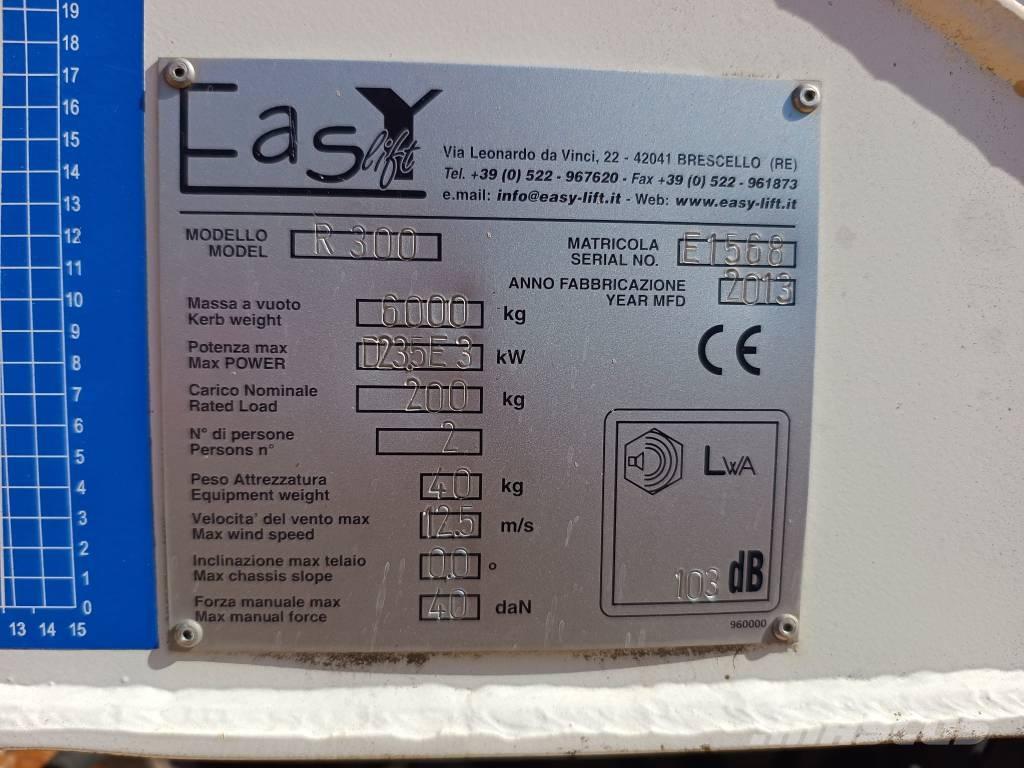 19
18
17
16
15
14
13
12
11
10
9
8
7
6
5
4
3
2
1
0
13 14 15
EasY lift
Via Leonardo da Vinci, 22 - 42041 BRESCELLO (RE)
Tel. +39 (0) 522 - 967620 - Fax +39 (0) 522 - 961873
e.mail: info@easy-lift.it - Web: www.easy-lift.it
MODELLO
MODEL R 300
MATRICOLA
SERIAL NO. E1568
ANNO FABBRICAZIONE
YEAR MFD 2013
Massa a vuoto
Kerb weight 6000 kg
Potenza max
Max POWER D23,5E 3 kW
Carico Nominale
Rated Load 200 kg
N° di persone
Persons n° 2
Peso Attrezzatura
Equipment weight 40 kg
Velocita' del vento max
Max wind speed 12.5 m/s
Inclinazione max telaio
Max chassis slope 0,0 °
Forza manuale max
Max manual force 40 daN
CE
LWA
103 dB
960000